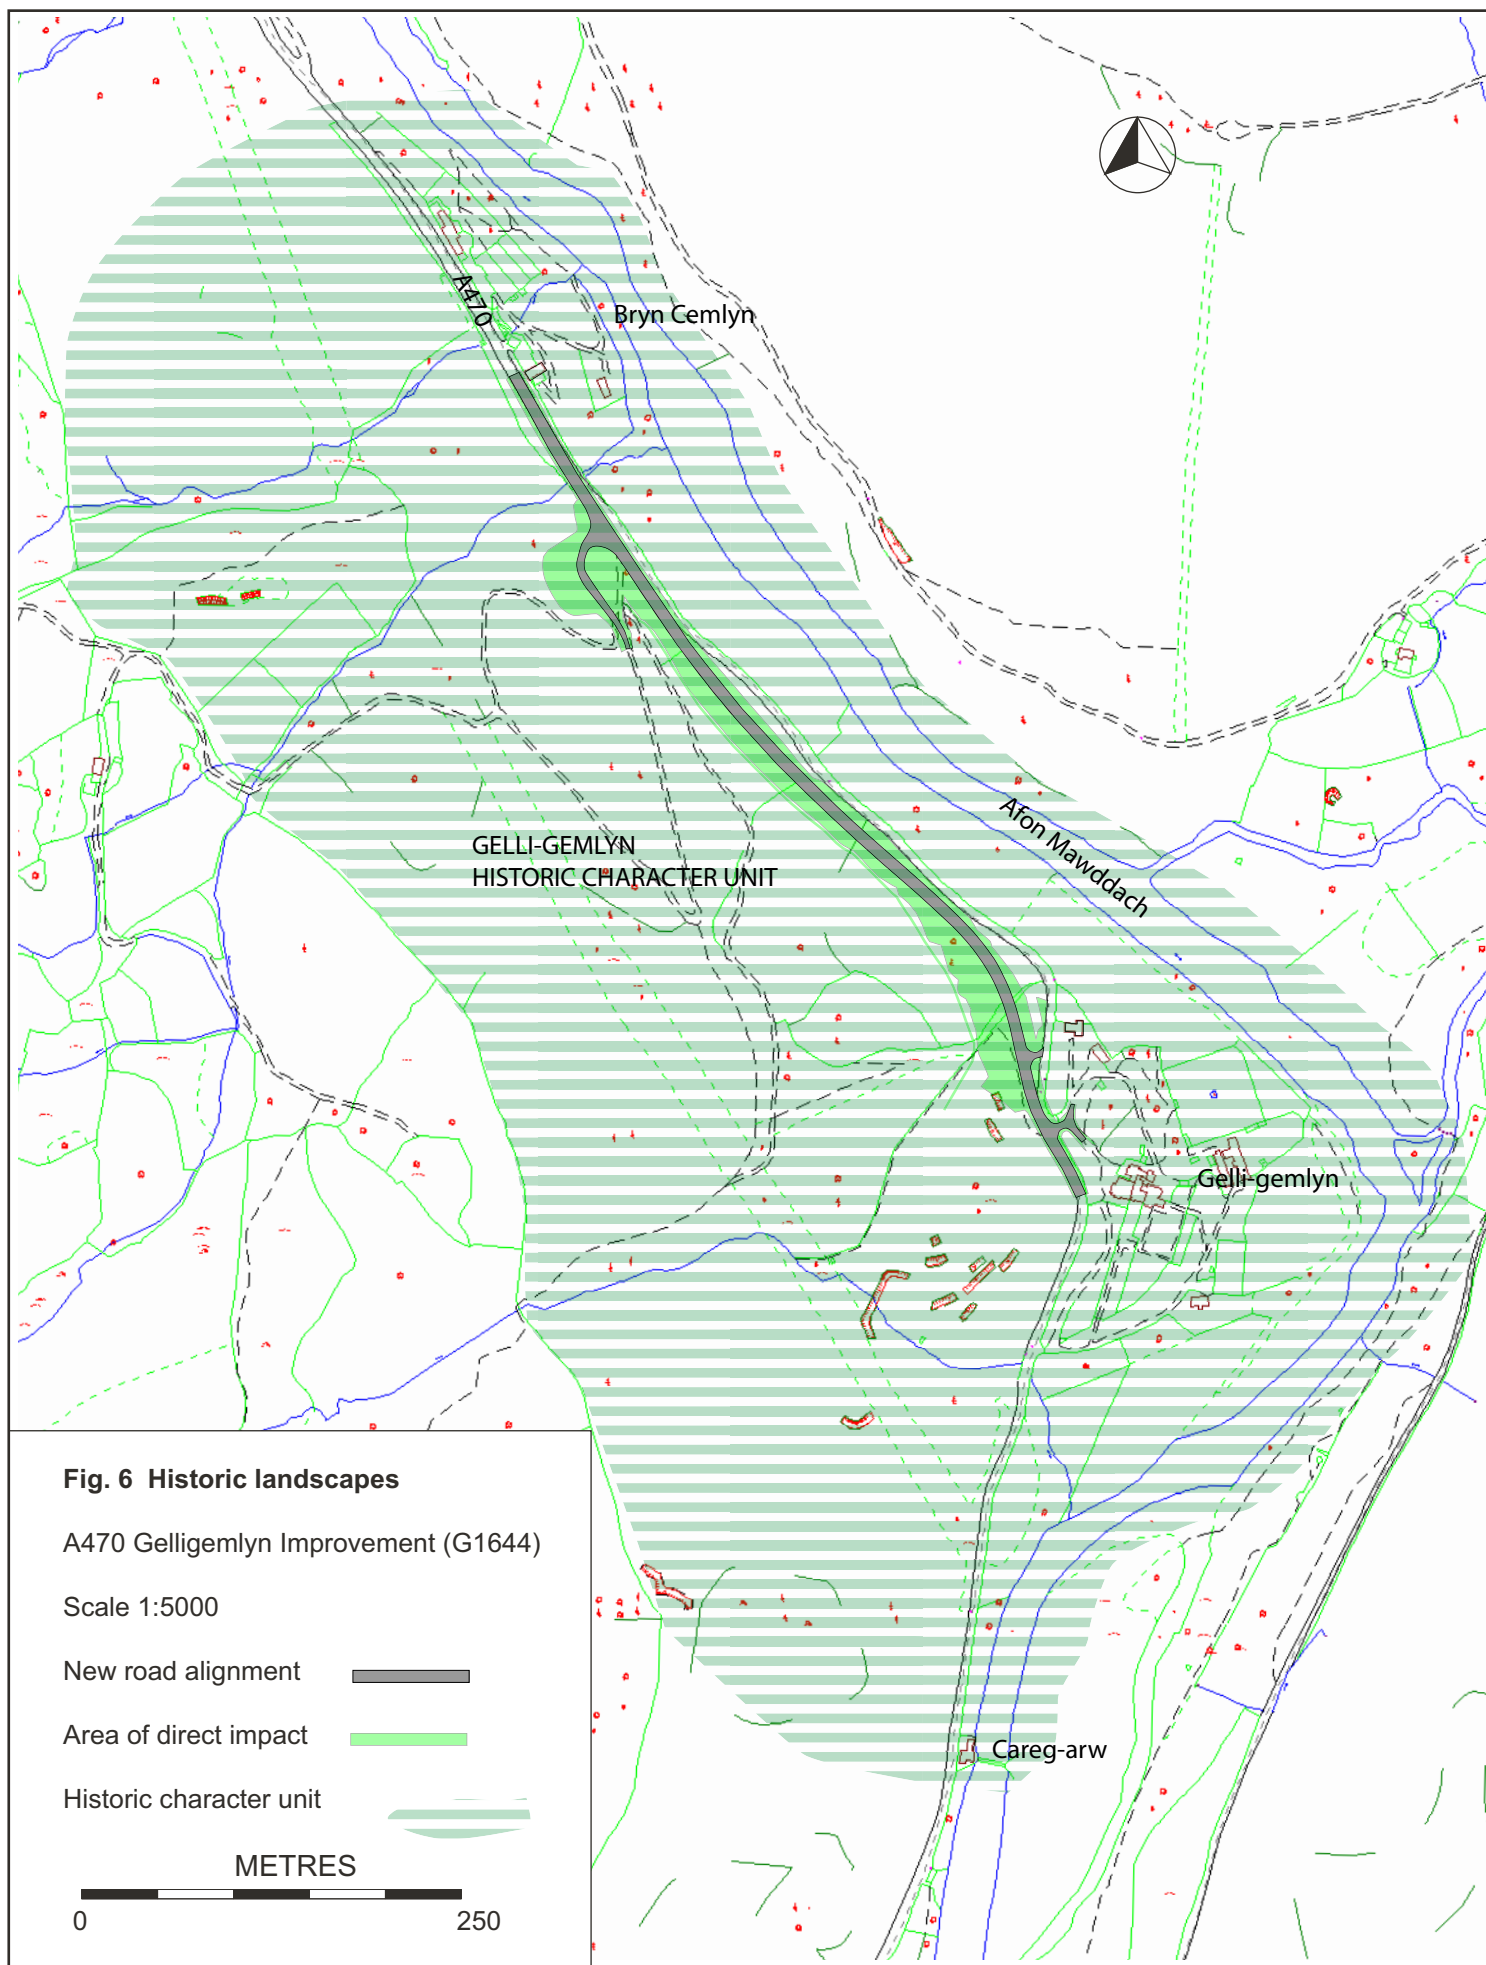 A470
Bryn Cemlyn
GELLI-GEMLYN
HISTORIC CHARACTER UNIT
Afon Mawddach
Gelli-gemlyn
Careg-arw
Fig. 6 Historic landscapes
A470 Gelligemlyn Improvement (G1644)
Scale 1:5000
New road alignment
Area of direct impact
Historic character unit
METRES
0 250